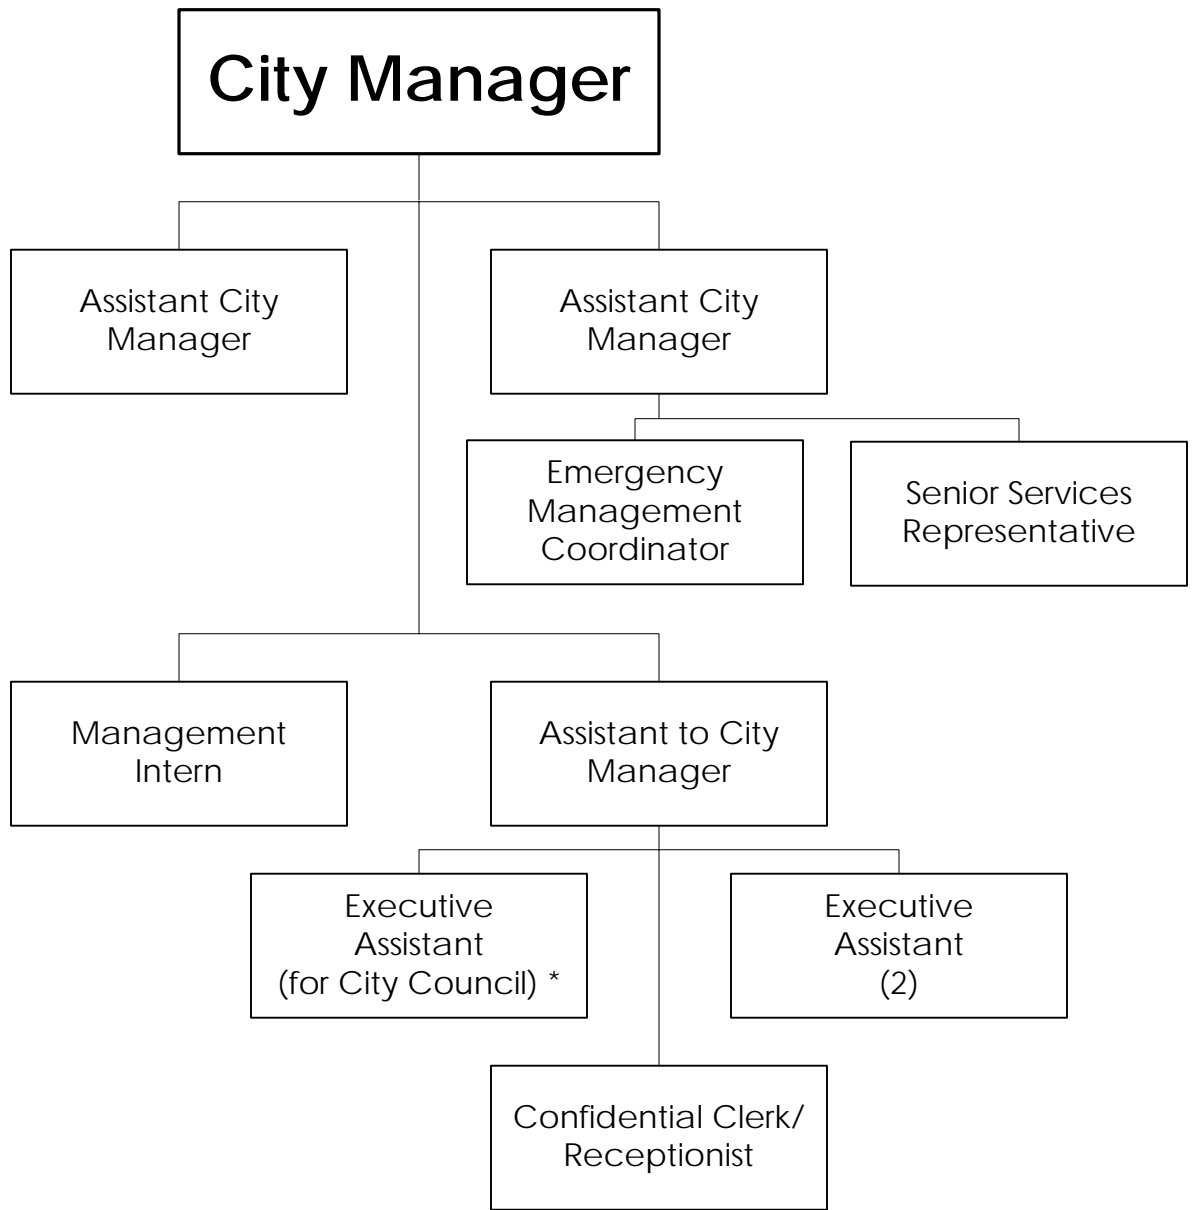 City Manager
Assistant City
Manager
Assistant City
Manager
Emergency
Management
Coordinator
Senior Services
Representative
Management
Intern
Assistant to City
Manager
Executive
Assistant
(for City Council) *
Executive
Assistant
(2)
Confidential Clerk/
Receptionist